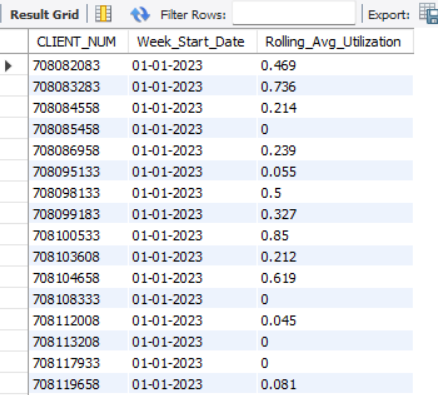 Result Grid Filter Rows: Export:
CLIENT_NUM Week_Start_Date Rolling_Avg_Utilization
708082083 01-01-2023 0.469
708083283 01-01-2023 0.736
708084558 01-01-2023 0.214
708085458 01-01-2023 0
708086958 01-01-2023 0.239
708095133 01-01-2023 0.055
708098133 01-01-2023 0.5
708099183 01-01-2023 0.327
708100533 01-01-2023 0.85
708103608 01-01-2023 0.212
708104658 01-01-2023 0.619
708108333 01-01-2023 0
708112008 01-01-2023 0.045
708113208 01-01-2023 0
708117933 01-01-2023 0
708119658 01-01-2023 0.081